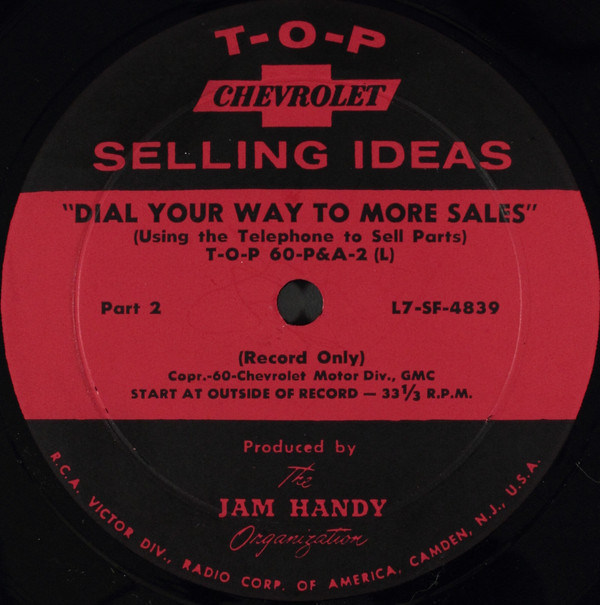 T-O-P
CHEVROLET
SELLING IDEAS
"DIAL YOUR WAY TO MORE SALES"
(Using the Telephone to Sell Parts)
T-O-P 60-P&A-2 (L)
Part 2
L7-SF-4839
(Record Only)
Copr.-60-Chevrolet Motor Div., GMC
START AT OUTSIDE OF RECORD — 33 1/3 R.P.M.
Produced by
The
JAM HANDY
Organization
R.C.A. VICTOR DIV., RADIO CORP. OF AMERICA, CAMDEN, N.J., U.S.A.